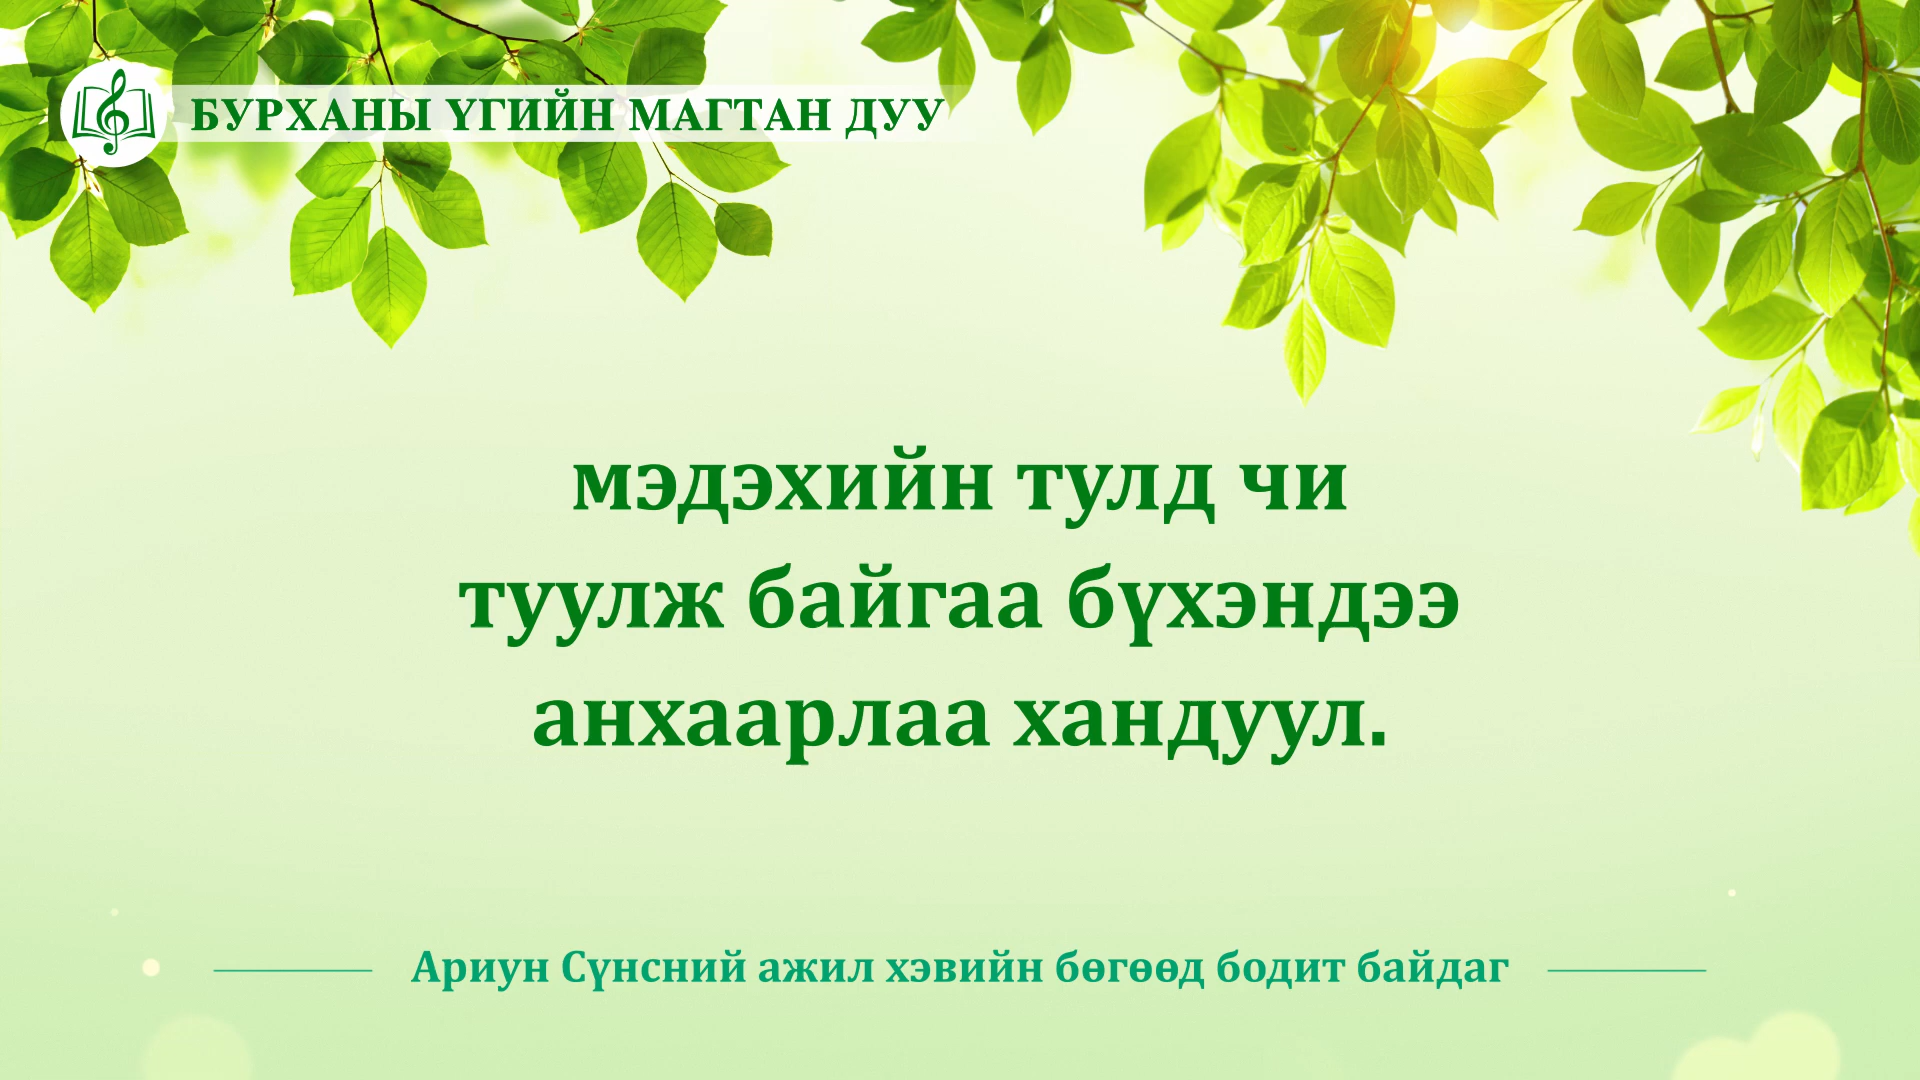 БУРХАНЫ ҮГИЙН МАГТАН ДУУ
мэдэхийн тулд чи
туулж байгаа бүхэндээ
анхаарлаа хандуул.
Ариун Сүнсний ажил хэвийн бөгөөд бодит байдаг